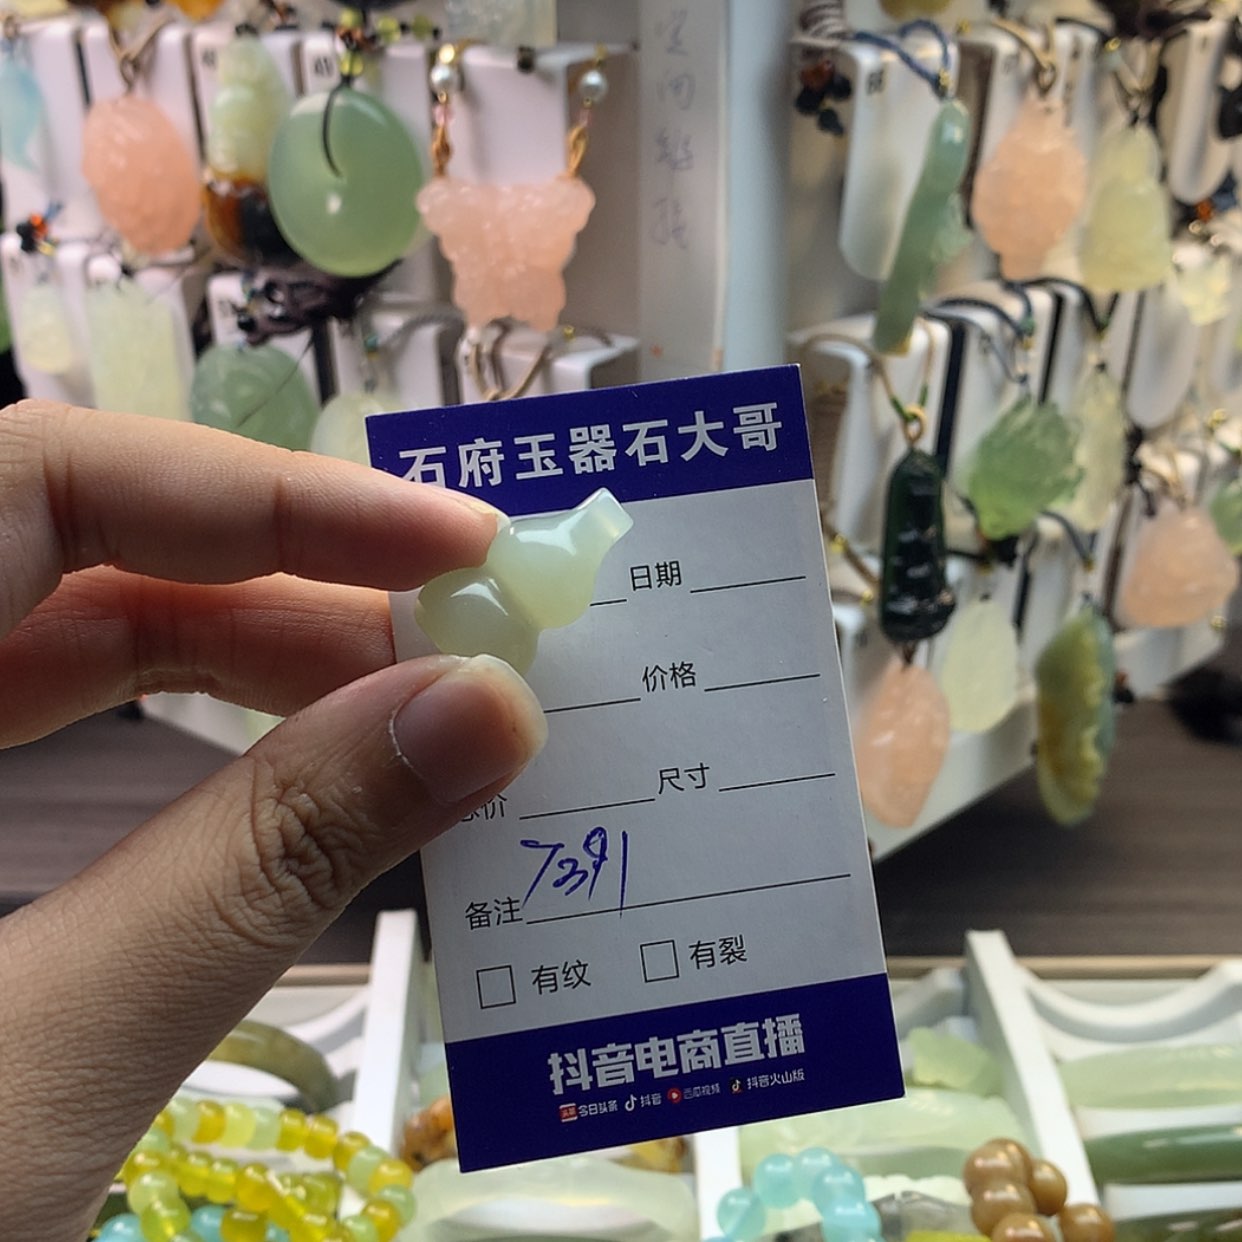 石府玉器石大哥
日期
价格
价
尺寸
7391
备注
有纹
有裂
抖音电商直播
今日头条
抖音
西瓜视频
抖音火山版